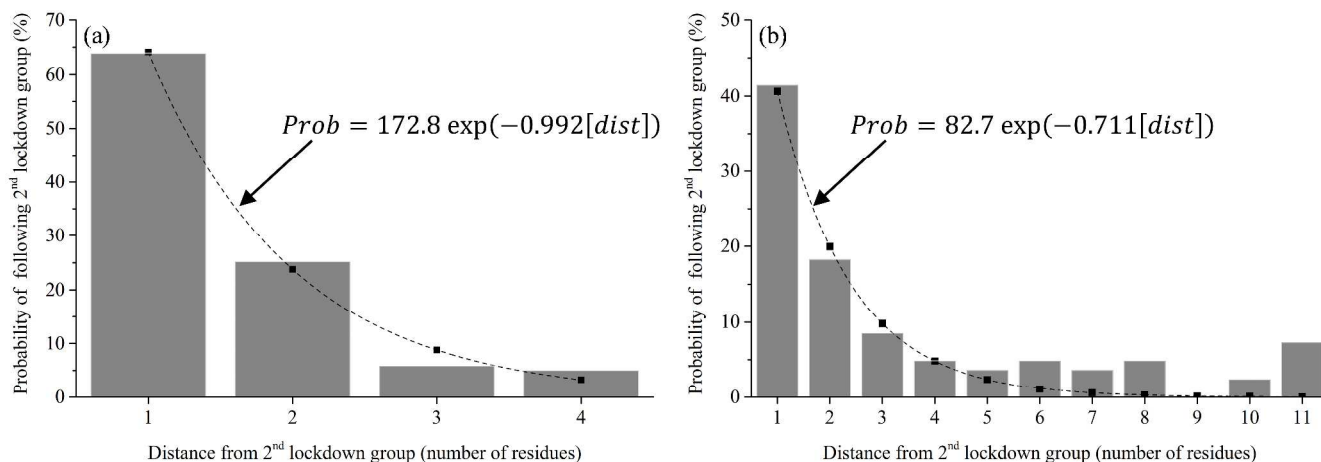 (a)
Probability of following 2nd lockdown group (%)
70
60
50
40
30
20
10
0
Prob = 172.8 exp(−0.992[dist])
1 2 3 4
Distance from 2nd lockdown group (number of residues)
(b)
Probability of following 2nd lockdown group (%)
50
40
30
20
10
0
Prob = 82.7 exp(−0.711[dist])
1 2 3 4 5 6 7 8 9 10 11
Distance from 2nd lockdown group (number of residues)